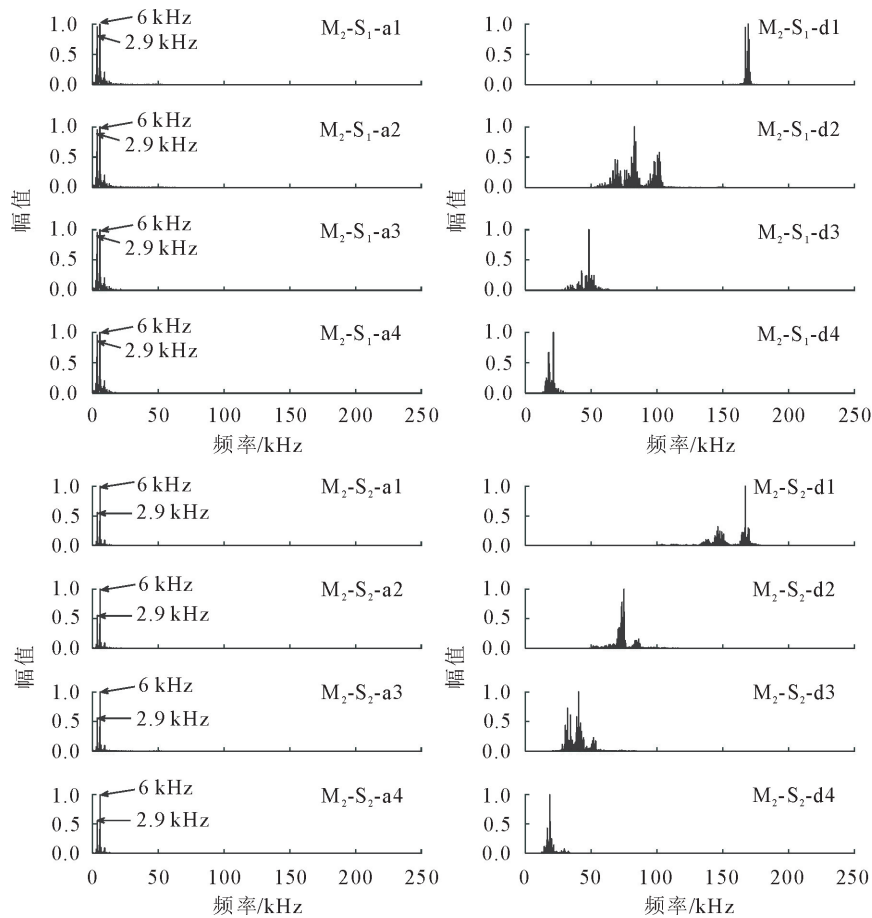 6 kHz
2.9 kHz
M₂-S₁-a1
1.0
0.5
0.0
6 kHz
2.9 kHz
M₂-S₁-a2
1.0
0.5
0.0
6 kHz
2.9 kHz
M₂-S₁-a3
1.0
0.5
0.0
6 kHz
2.9 kHz
M₂-S₁-a4
1.0
0.5
0.0
幅值
0 50 100 150 200 250
频率/kHz
M₂-S₁-d1
1.0
0.5
0.0
M₂-S₁-d2
1.0
0.5
0.0
M₂-S₁-d3
1.0
0.5
0.0
M₂-S₁-d4
1.0
0.5
0.0
幅值
0 50 100 150 200 250
频率/kHz
6 kHz
2.9 kHz
M₂-S₂-a1
1.0
0.5
0.0
6 kHz
2.9 kHz
M₂-S₂-a2
1.0
0.5
0.0
6 kHz
2.9 kHz
M₂-S₂-a3
1.0
0.5
0.0
6 kHz
2.9 kHz
M₂-S₂-a4
1.0
0.5
0.0
幅值
0 50 100 150 200 250
频率/kHz
M₂-S₂-d1
1.0
0.5
0.0
M₂-S₂-d2
1.0
0.5
0.0
M₂-S₂-d3
1.0
0.5
0.0
M₂-S₂-d4
1.0
0.5
0.0
幅值
0 50 100 150 200 250
频率/kHz